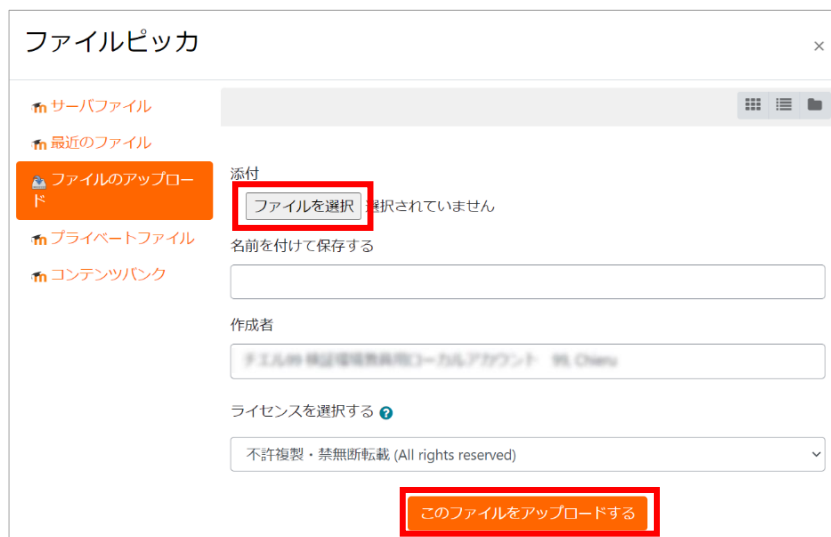 ファイルピッカ
×
サーバファイル
最近のファイル
ファイルのアップロー
ド
プライベートファイル
コンテンツバンク
添付
ファイルを選択 選択されていません
名前を付けて保存する
作成者
ライセンスを選択する
不許複製・禁無断転載 (All rights reserved)
このファイルをアップロードする